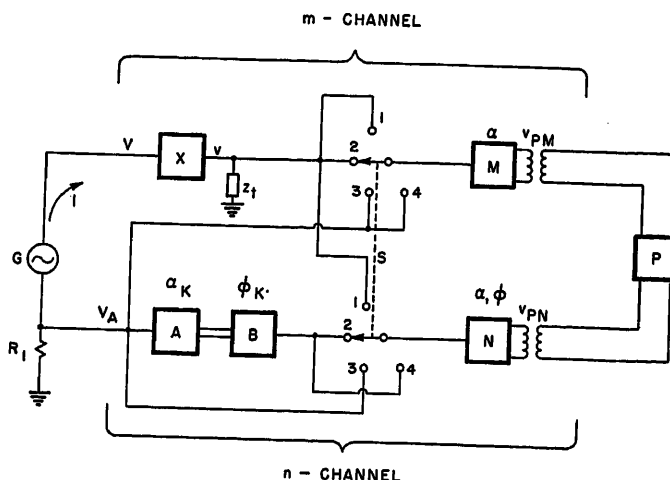 m - CHANNEL
1
α
v_PM
V
X
v
2
M
z_t
I
3
4
G
S
P
α_K
ϕ_K.
1
α, ϕ
v_PN
V_A
A
B
2
N
R_1
3
4
n - CHANNEL